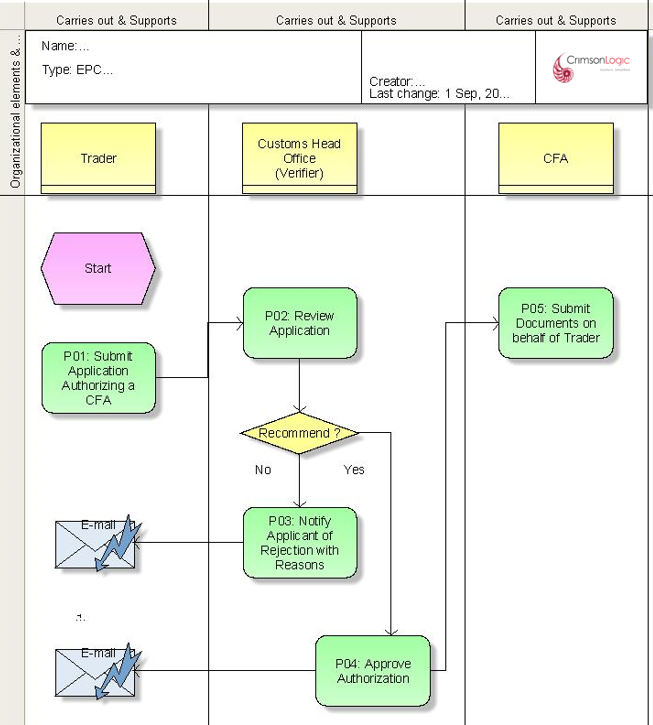 Carries out & Supports
Carries out & Supports
Carries out & Supports
Organizational elements & ...
Name:...
Type: EPC...
Creator:...
Last change: 1 Sep, 20...
CrimsonLogic
Trader
Customs Head
Office
(Verifier)
CFA
Start
P01: Submit
Application
Authorizing a
CFA
P02: Review
Application
P05: Submit
Documents on
behalf of Trader
Recommend ?
No
Yes
E-mail
P03: Notify
Applicant of
Rejection with
Reasons
E-mail
P04: Approve
Authorization